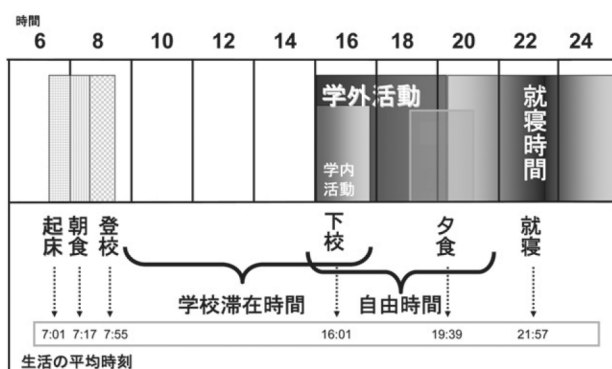 時間
6 8 10 12 14 16 18 20 22 24
学外活動
就寝時間
学内
活動
起床 朝食 登校 下校 夕食 就寝
学校滞在時間 自由時間
7:01 7:17 7:55 16:01 19:39 21:57
生活の平均時刻